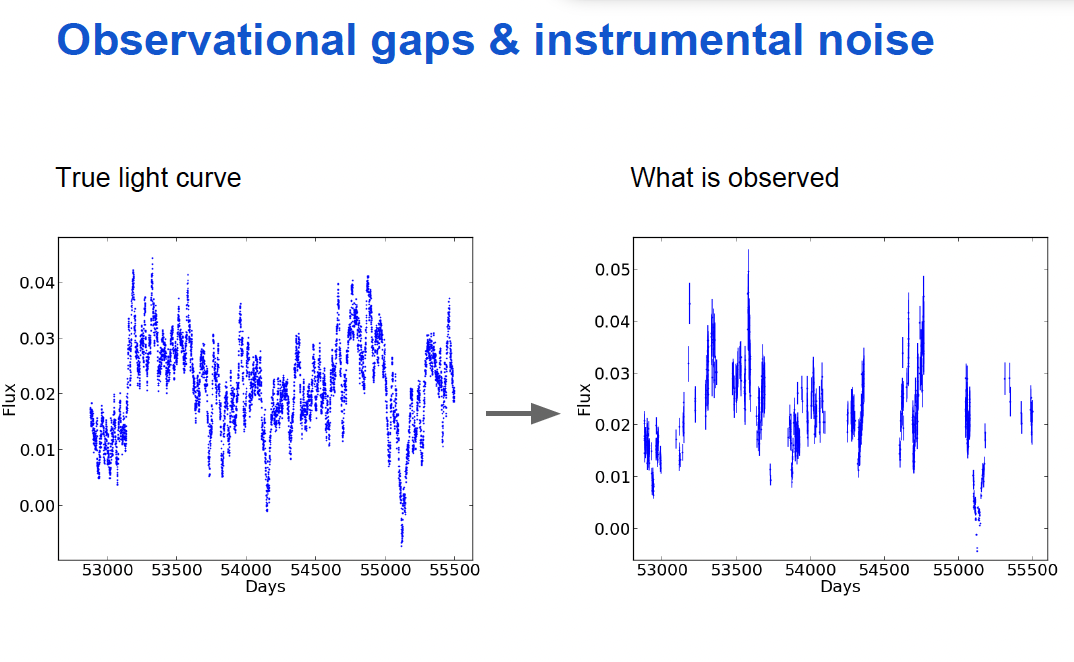 Observational gaps & instrumental noise
True light curve
What is observed
0.04
0.03
0.02
0.01
0.00
Flux
53000 53500 54000 54500 55000 55500
Days
0.05
0.04
0.03
0.02
0.01
0.00
Flux
53000 53500 54000 54500 55000 55500
Days